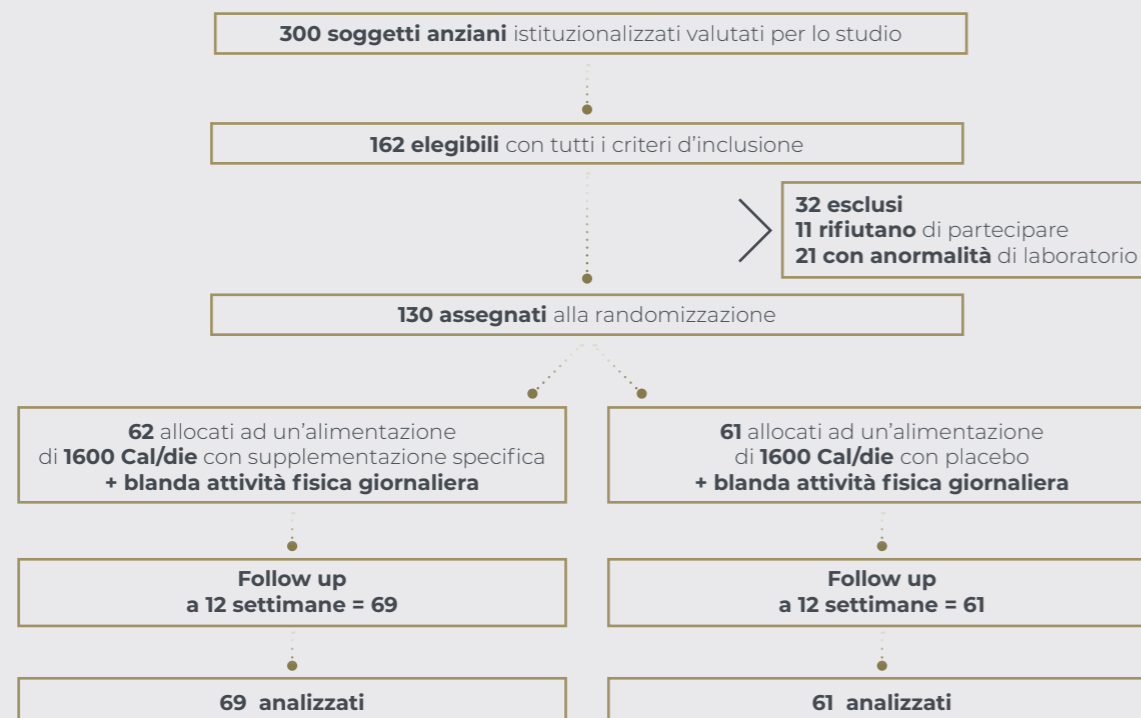 300 soggetti anziani istituzionalizzati valutati per lo studio
162 elegibili con tutti i criteri d'inclusione
32 esclusi
11 rifiutano di partecipare
21 con anormalità di laboratorio
130 assegnati alla randomizzazione
62 allocati ad un'alimentazione
di 1600 Cal/die con supplementazione specifica
+ blanda attività fisica giornaliera
61 allocati ad un'alimentazione
di 1600 Cal/die con placebo
+ blanda attività fisica giornaliera
Follow up
a 12 settimane = 69
Follow up
a 12 settimane = 61
69 analizzati
61 analizzati